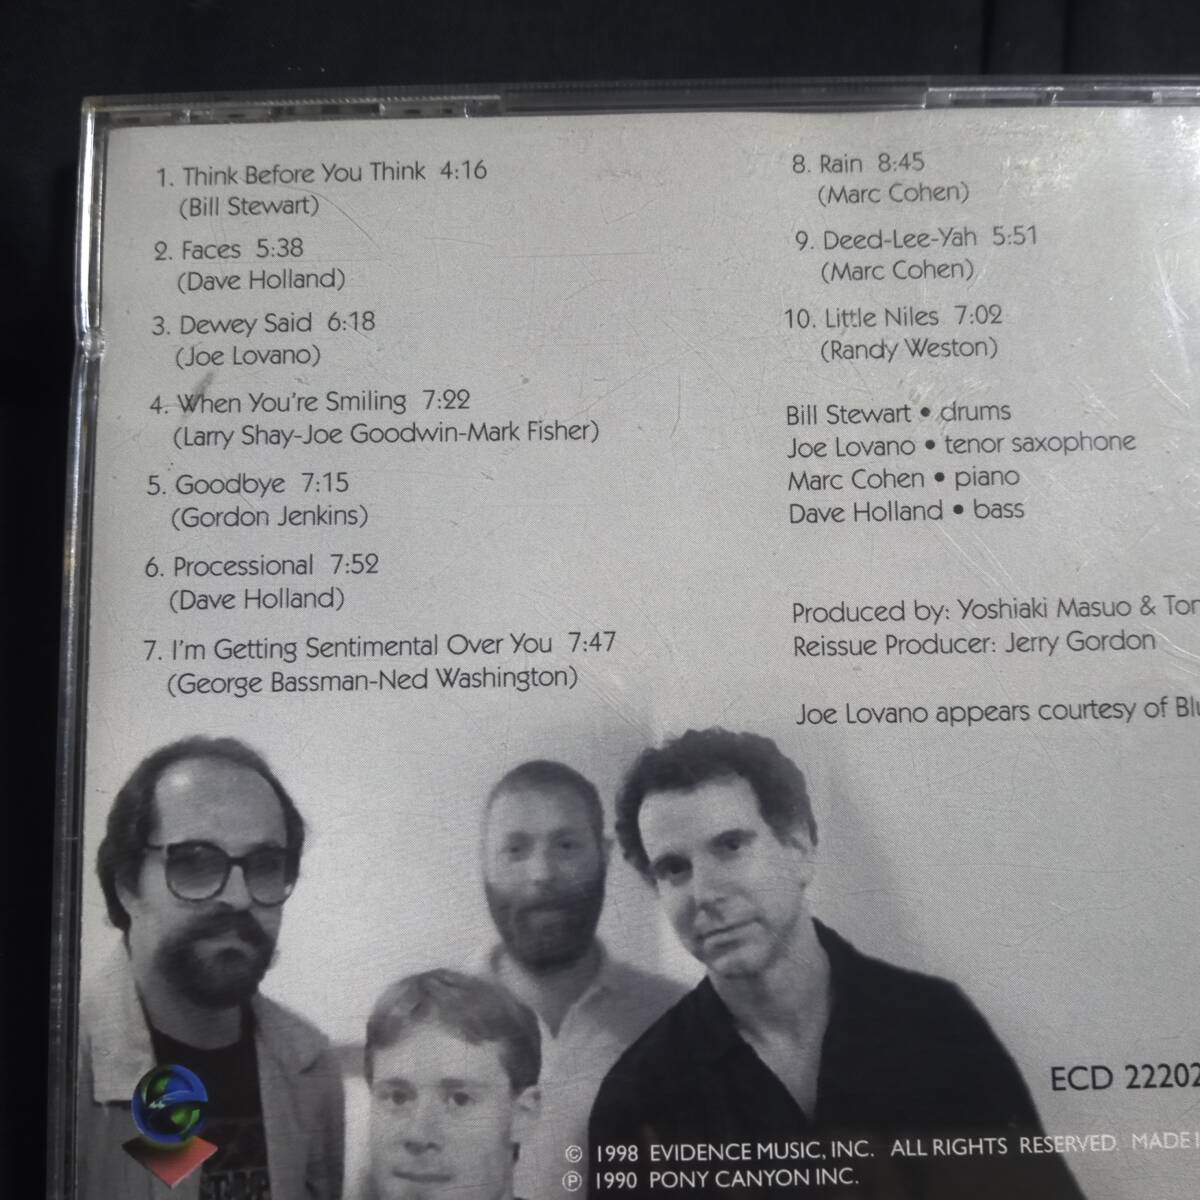 1. Think Before You Think 4:16
(Bill Stewart)
2. Faces 5:38
(Dave Holland)
3. Dewey Said 6:18
(Joe Lovano)
4. When You're Smiling 7:22
(Larry Shay-Joe Goodwin-Mark Fisher)
5. Goodbye 7:15
(Gordon Jenkins)
6. Processional 7:52
(Dave Holland)
7. I'm Getting Sentimental Over You 7:47
(George Bassman-Ned Washington)
8. Rain 8:45
(Marc Cohen)
9. Deed-Lee-Yah 5:51
(Marc Cohen)
10. Little Niles 7:02
(Randy Weston)
Bill Stewart • drums
Joe Lovano • tenor saxophone
Marc Cohen • piano
Dave Holland • bass
Produced by: Yoshiaki Masuo & Tor
Reissue Producer: Jerry Gordon
Joe Lovano appears courtesy of Blu
ECD 22202
© 1998 EVIDENCE MUSIC, INC. ALL RIGHTS RESERVED. MADE I
℗ 1990 PONY CANYON INC.